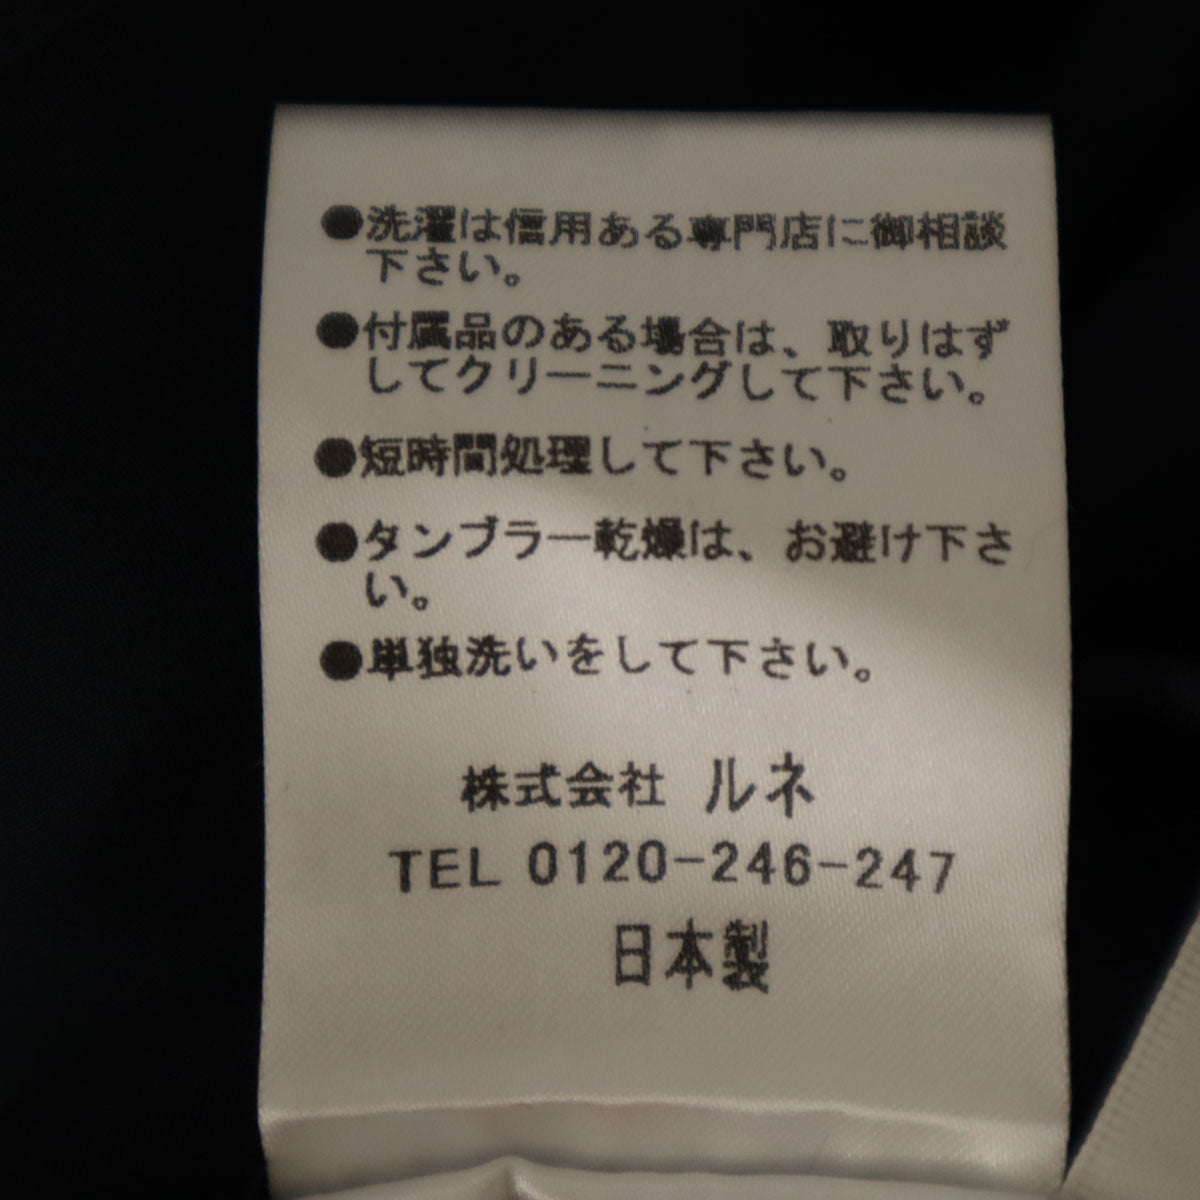 ●洗濯は信用ある専門店に御相談
下さい。
●付属品のある場合は、取りはず
してクリーニングして下さい。
●短時間処理して下さい。
●タンブラー乾燥は、お避け下さ
い。
●単独洗いをして下さい。
株式会社 ルネ
TEL 0120-246-247
日本製